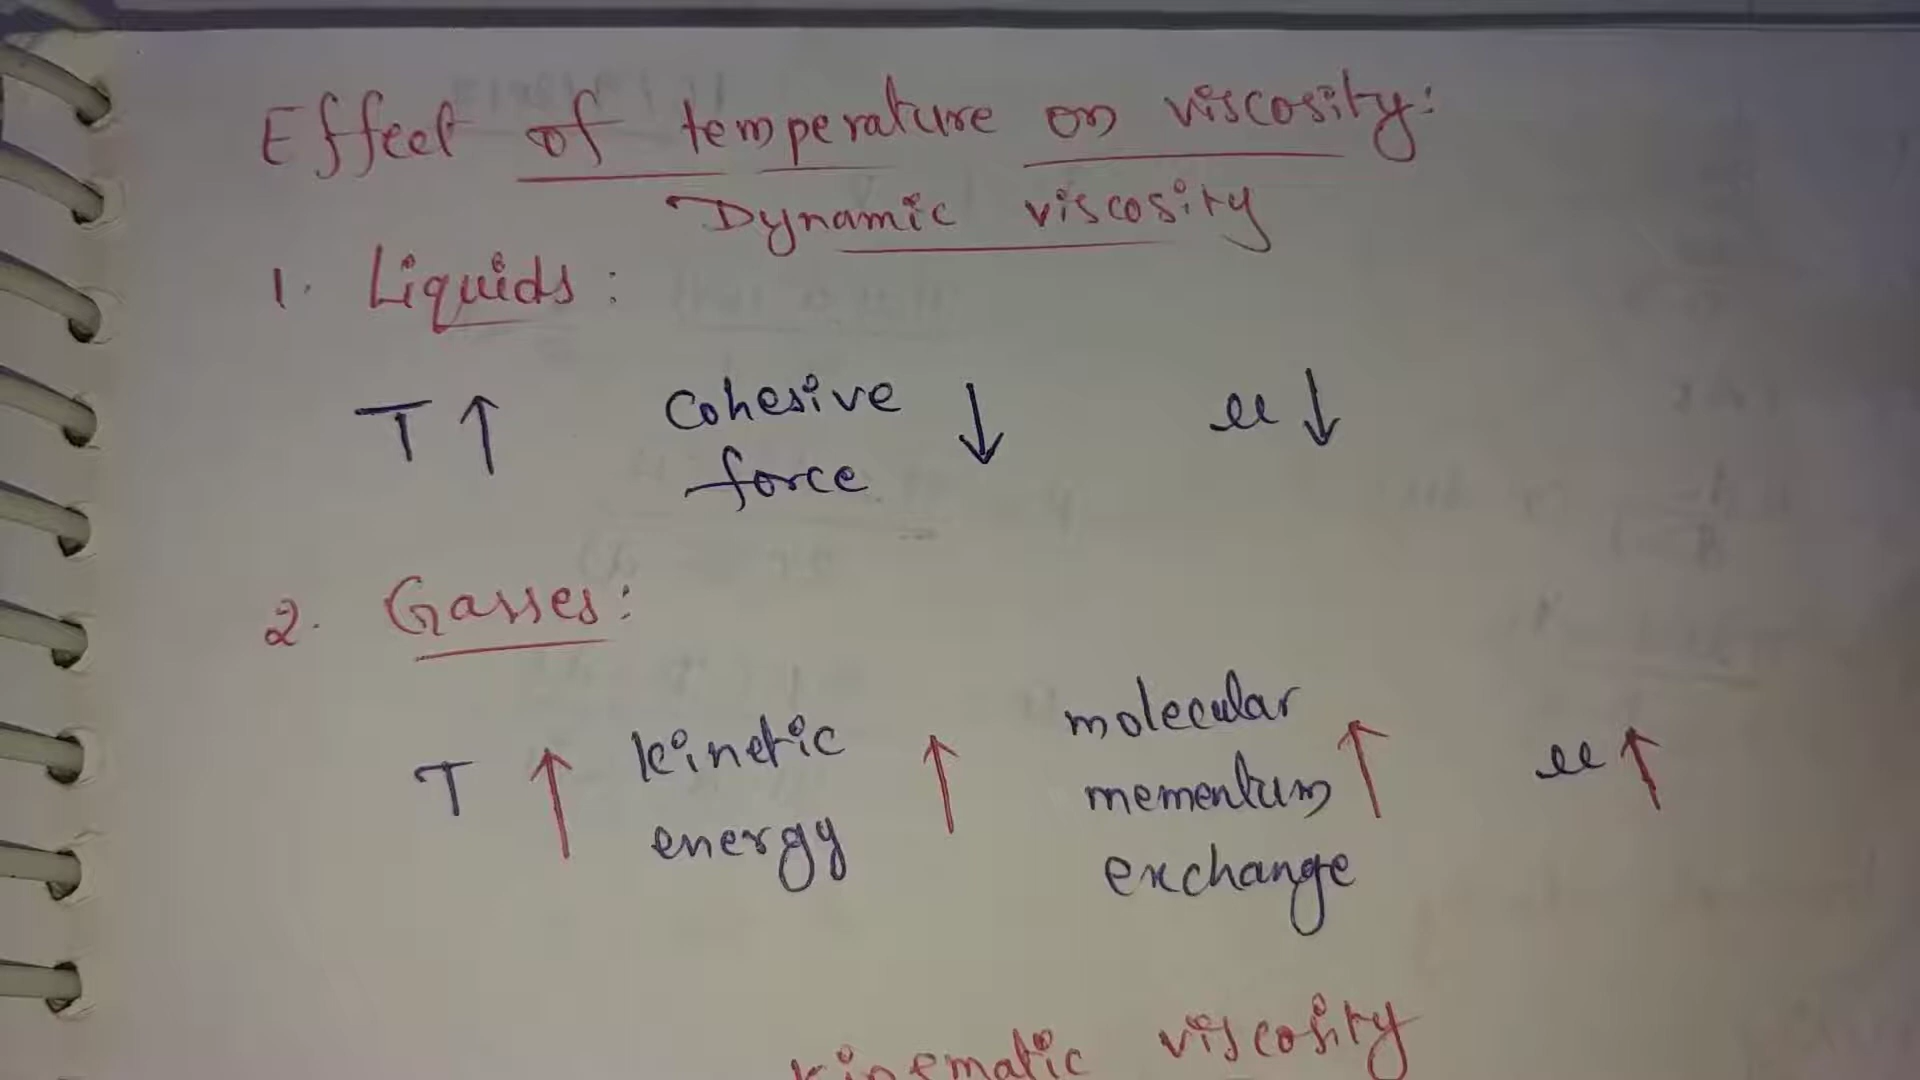 Effect of temperature on viscosity:
Dynamic viscosity
1. Liquids:
T ↑ Cohesive force ↓ μ ↓
2. Gasses:
T ↑ kinetic energy ↑ molecular mementum exchange ↑ μ ↑
kinematic viscosity